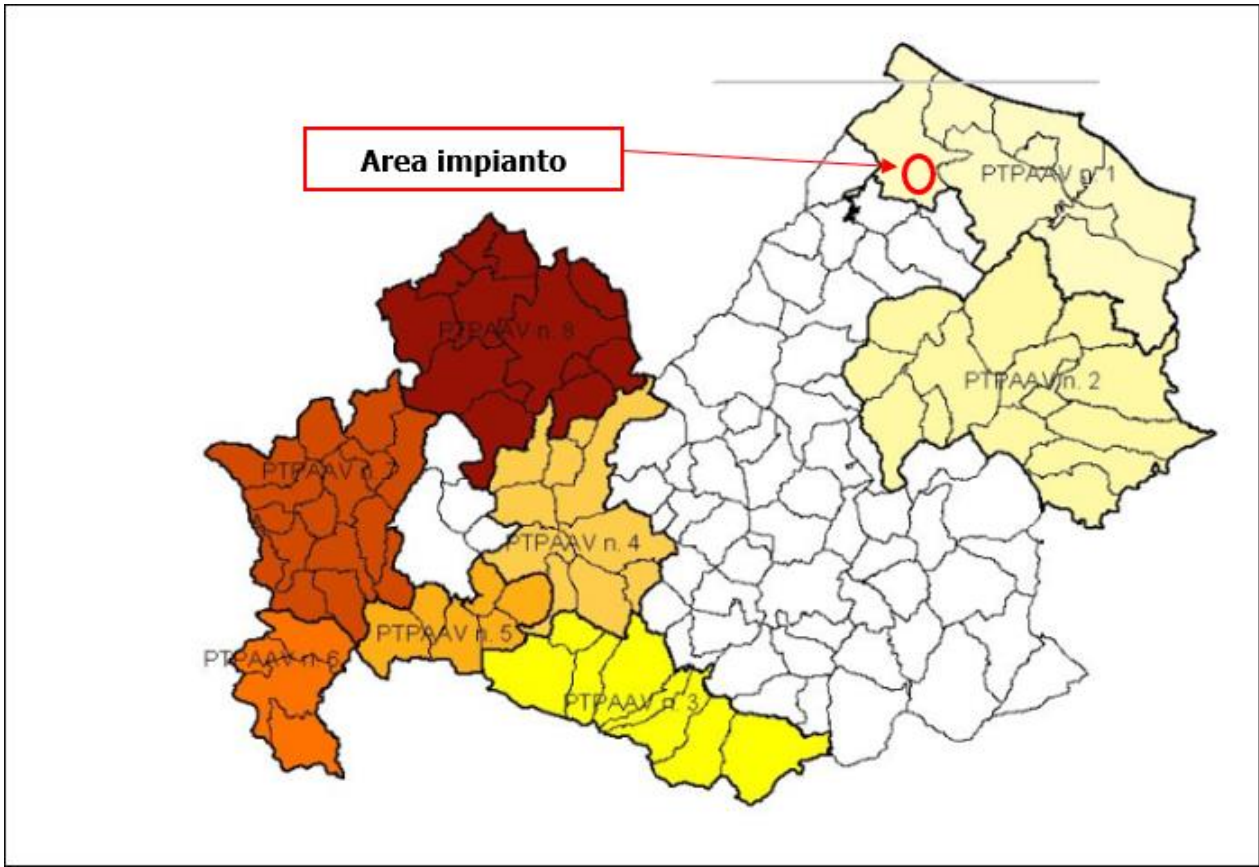 Area impianto
PTPAAV n. 1
PTPAAV n. 8
PTPAAV n. 2
PTPAAV n. 7
PTPAAV n. 4
PTPAAV n. 5
PTPAAV n. 6
PTPAAV n. 3